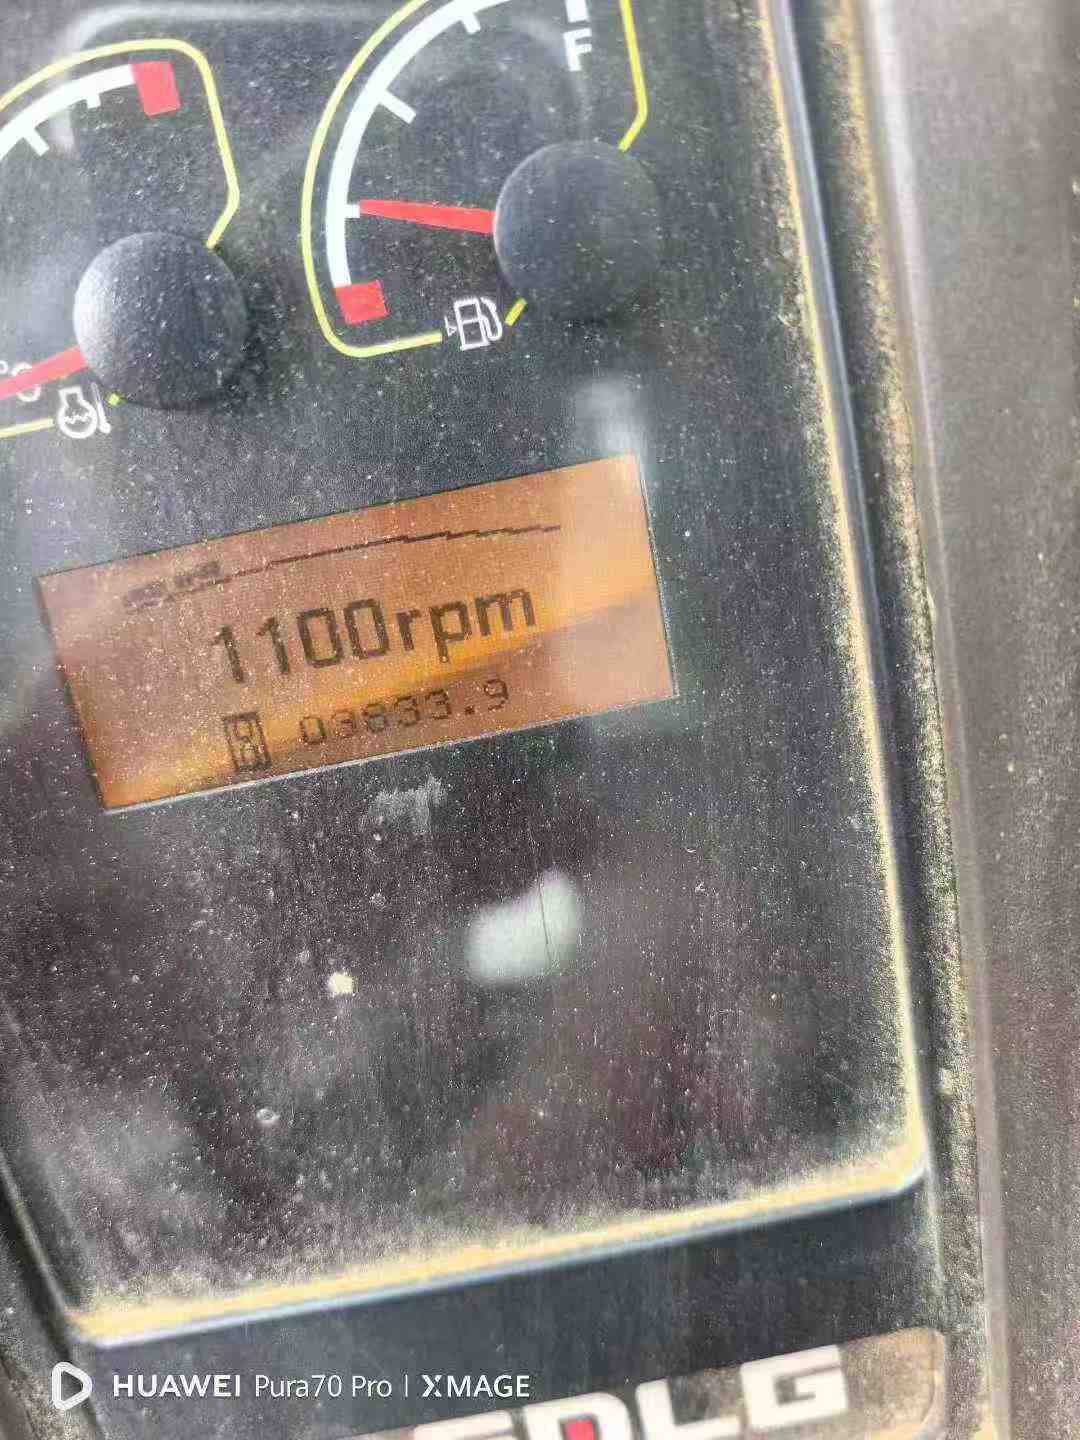 F
°C
1100rpm
03833.9
SDLG
HUAWEI Pura70 Pro | XMAGE